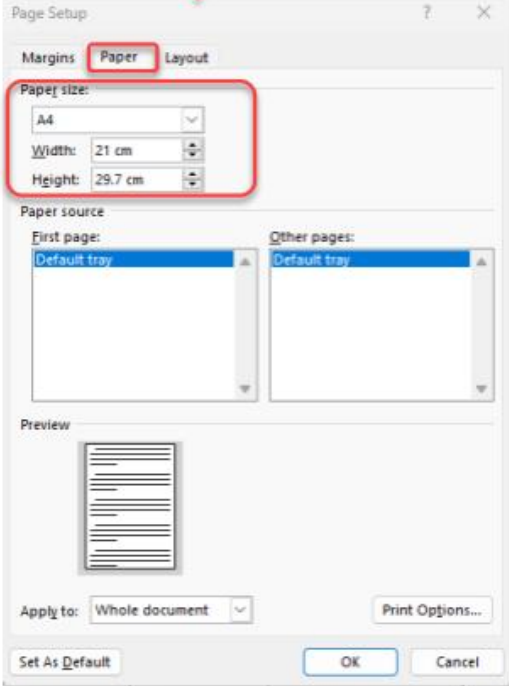 Page Setup ? ×
Margins Paper Layout
Paper size:
A4
Width: 21 cm
Height: 29.7 cm
Paper source
First page: Other pages:
Default tray Default tray
Preview
Apply to: Whole document Print Options...
Set As Default OK Cancel